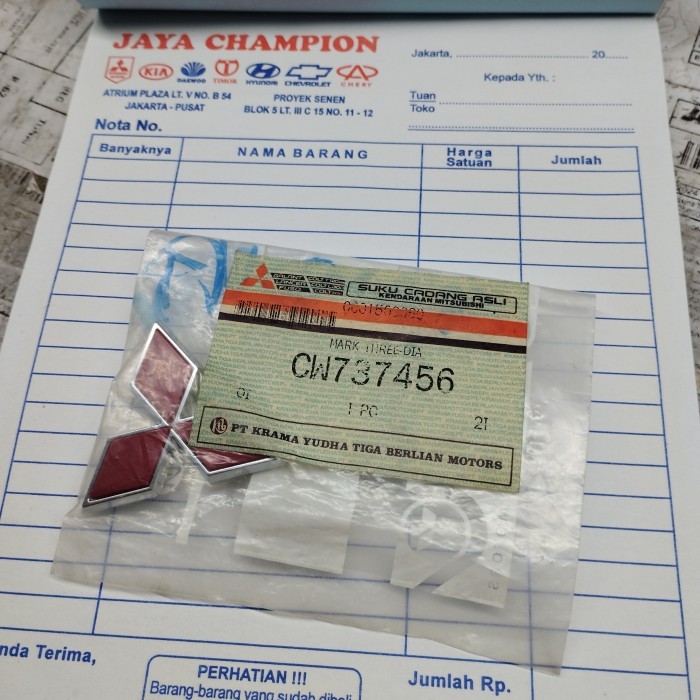 JAYA CHAMPION
KIA DAEWOO TIMOR HYUNDAI CHEVROLET CHERY
ATRIUM PLAZA LT. V NO. B 54
JAKARTA - PUSAT
PROYEK SENEN
BLOK 5 LT. III C 15 NO. 11 - 12
Jakarta, 20
Kepada Yth. :
Tuan
Toko
Nota No.
Banyaknya NAMA BARANG Harga Satuan Jumlah
SUKU CADANG ASLI
KENDARAAN MITSUBISHI
MARK THREE-DIA
CW737456
01 1 PC 21
PT KRAMA YUDHA TIGA BERLIAN MOTORS
nda Terima,
PERHATIAN !!!
Barang-barang yang sudah dibeli
Jumlah Rp.